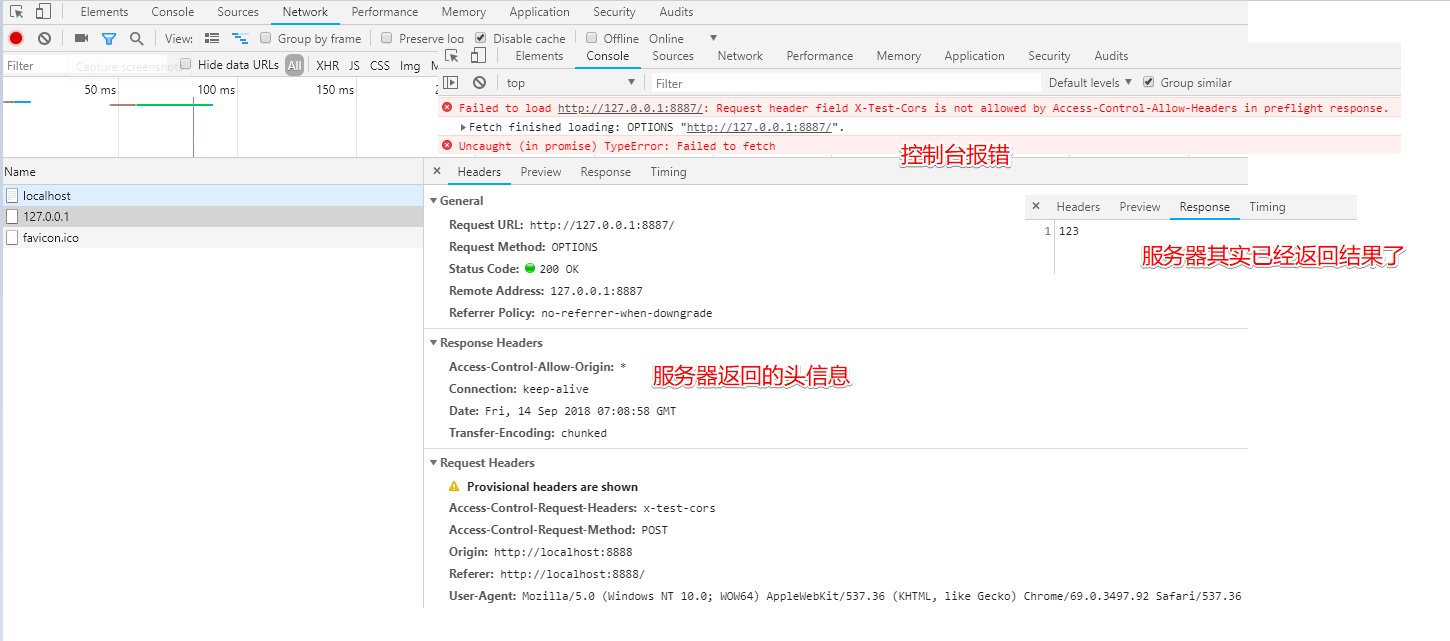 Elements Console Sources Network Performance Memory Application Security Audits
View: Group by frame Preserve log Disable cache Offline Online
Elements Console Sources Network Performance Memory Application Security Audits
Filter Capture screenshots Hide data URLs All XHR JS CSS Img M
top Filter Default levels Group similar
50 ms 100 ms 150 ms 2
Failed to load http://127.0.0.1:8887/: Request header field X-Test-Cors is not allowed by Access-Control-Allow-Headers in preflight response.
Fetch finished loading: OPTIONS "http://127.0.0.1:8887/".
Uncaught (in promise) TypeError: Failed to fetch
控制台报错
Name
localhost
127.0.0.1
favicon.ico
Headers Preview Response Timing
General
Request URL: http://127.0.0.1:8887/
Request Method: OPTIONS
Status Code: 200 OK
Remote Address: 127.0.0.1:8887
Referrer Policy: no-referrer-when-downgrade
Headers Preview Response Timing
1 123
服务器其实已经返回结果了
Response Headers
Access-Control-Allow-Origin: *
Connection: keep-alive
Date: Fri, 14 Sep 2018 07:08:58 GMT
Transfer-Encoding: chunked
服务器返回的头信息
Request Headers
Provisional headers are shown
Access-Control-Request-Headers: x-test-cors
Access-Control-Request-Method: POST
Origin: http://localhost:8888
Referer: http://localhost:8888/
User-Agent: Mozilla/5.0 (Windows NT 10.0; WOW64) AppleWebKit/537.36 (KHTML, like Gecko) Chrome/69.0.3497.92 Safari/537.36